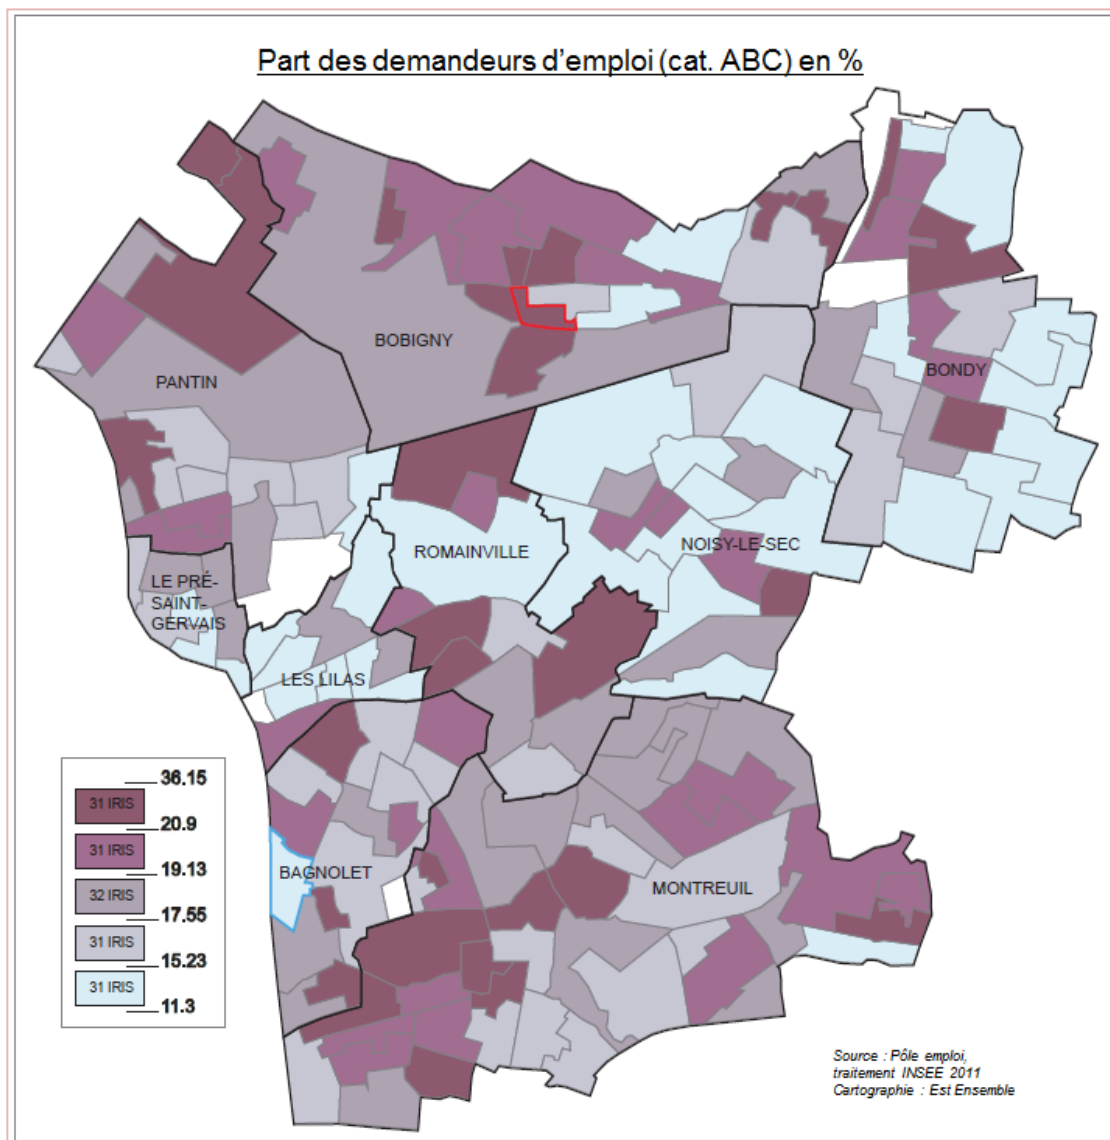 Part des demandeurs d'emploi (cat. ABC) en %
BOBIGNY
PANTIN
BONDY
ROMAINVILLE
NOISY-LE-SEC
LE PRÉ-
SAINT-
GERVAIS
LES LILAS
BAGNOLET
MONTREUIL
36.15
31 IRIS
20.9
31 IRIS
19.13
32 IRIS
17.55
31 IRIS
15.23
31 IRIS
11.3
Source : Pôle emploi,
traitement INSEE 2011
Cartographie : Est Ensemble